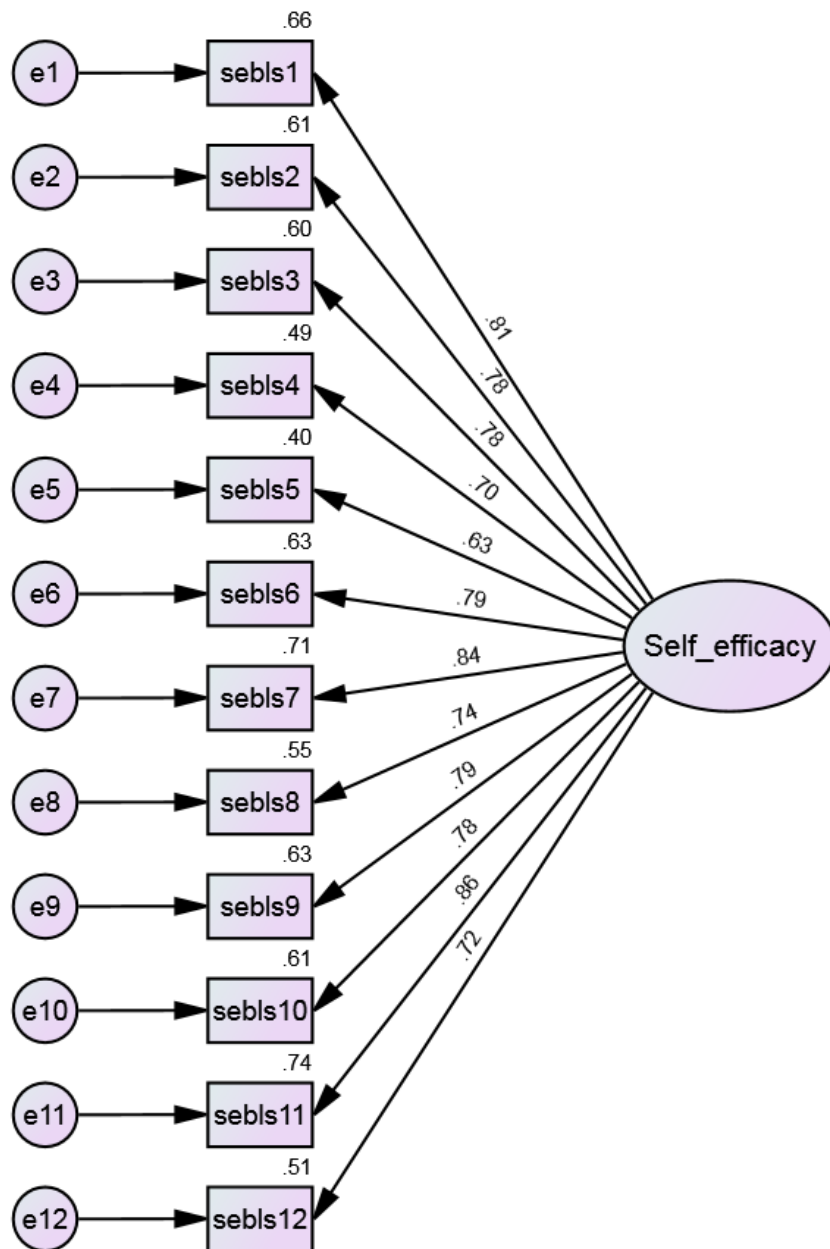 .66
e1 sebls1
.61
e2 sebls2
.60
e3 sebls3
.81
.49
e4 sebls4
.78
.78
.40
e5 sebls5
.70
.63
.63
e6 sebls6
.79
.71
Self_efficacy
e7 sebls7
.84
.55
.74
e8 sebls8
.79
.63
.78
e9 sebls9
.86
.61
.72
e10 sebls10
.74
e11 sebls11
.51
e12 sebls12